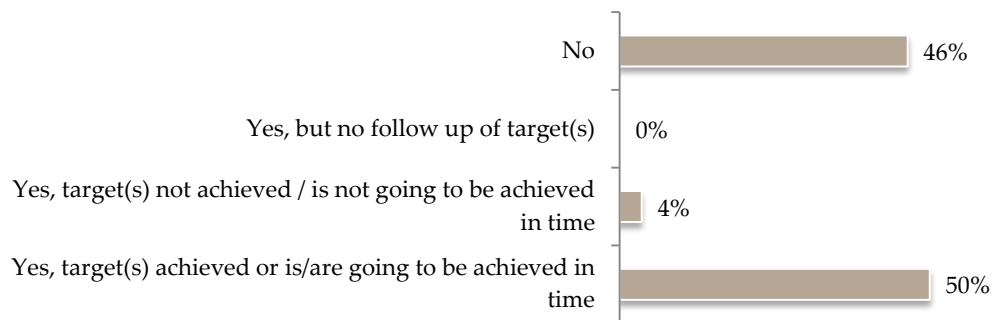 No
46%
Yes, but no follow up of target(s)
0%
Yes, target(s) not achieved / is not going to be achieved
in time
4%
Yes, target(s) achieved or is/are going to be achieved in
time
50%